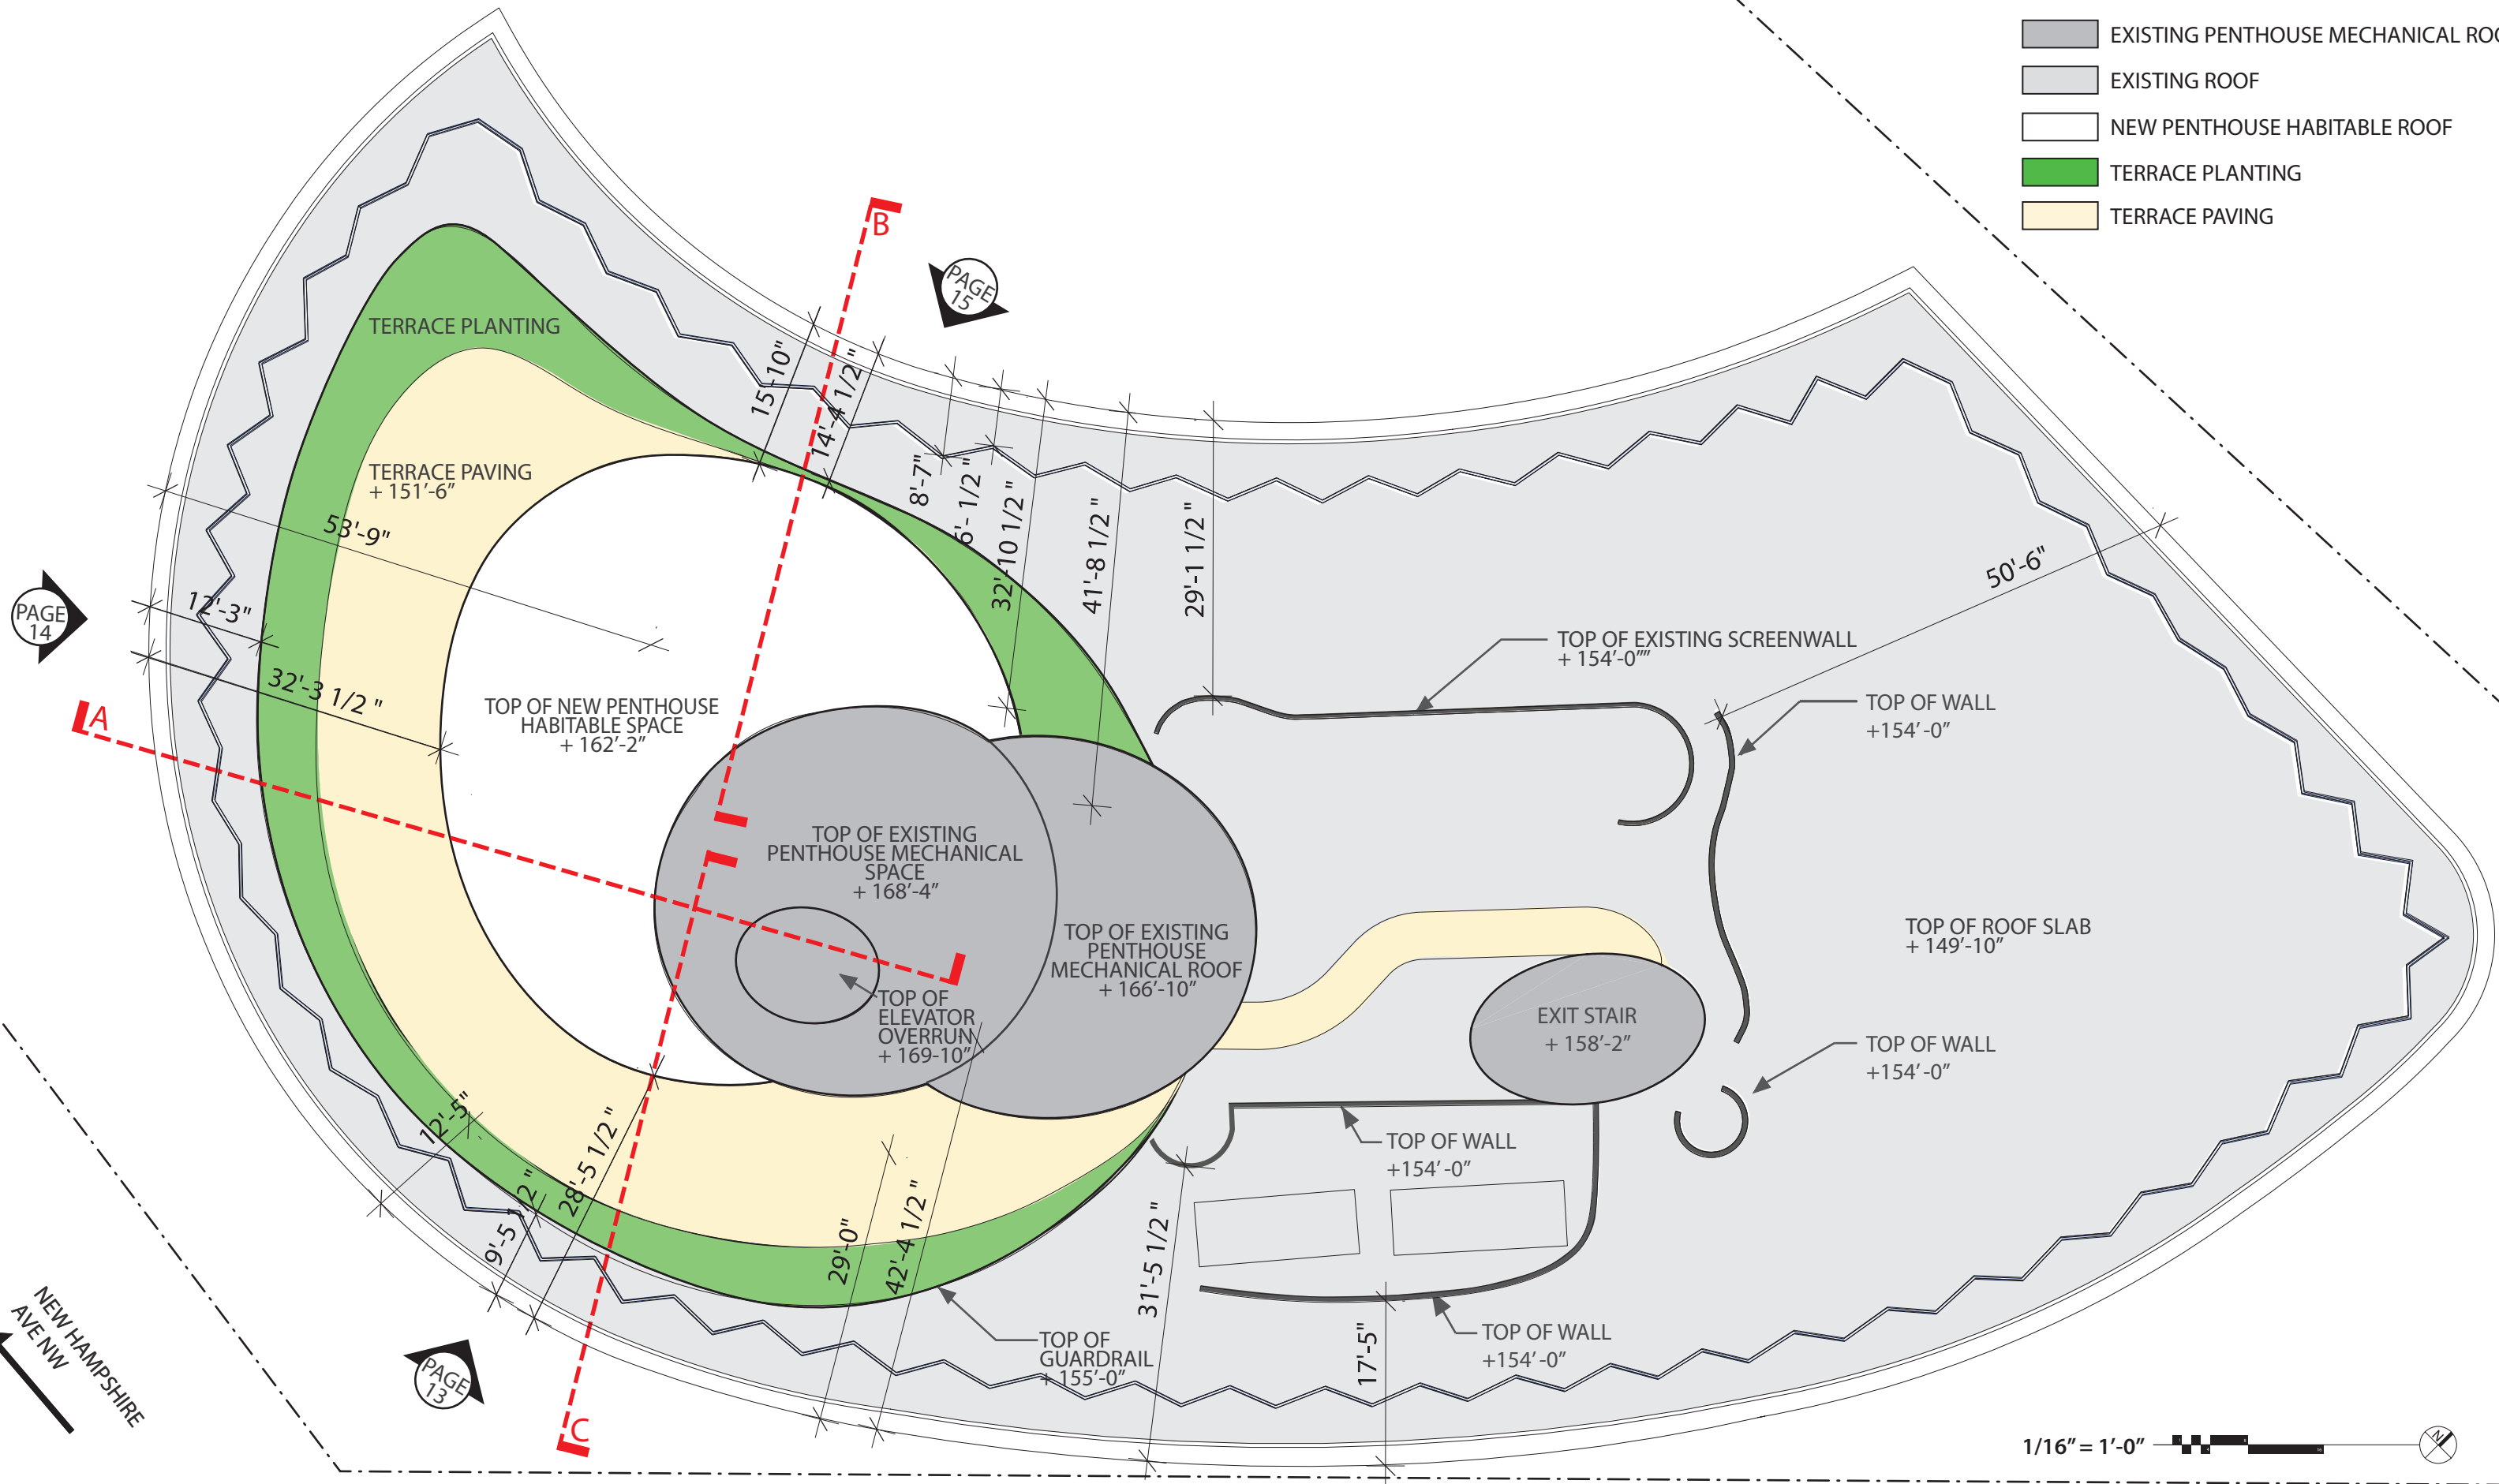 EXISTING PENTHOUSE MECHANICAL
EXISTING ROOF
NEW PENTHOUSE HABITABLE ROOF
TERRACE PLANTING
TERRACE PAVING
B
PAGE
15
TERRACE PLANTING
15'-10"
14'-4 1/2"
TERRACE PAVING
+ 151'-6"
8'-7"
6'- 1/2 "
32'-10 1/2 "
41'-8 1/2 "
29'-1 1/2 "
53'-9"
50'-6"
PAGE
14
12'-3"
32'-3 1/2 "
A
TOP OF EXISTING SCREENWALL
+ 154'-0""
TOP OF NEW PENTHOUSE
HABITABLE SPACE
+ 162'-2"
TOP OF WALL
+154'-0"
TOP OF EXISTING
PENTHOUSE MECHANICAL
SPACE
+ 168'-4"
TOP OF EXISTING
PENTHOUSE
MECHANICAL ROOF
+ 166'-10"
TOP OF ROOF SLAB
+ 149'-10"
TOP OF
ELEVATOR
OVERRUN
+ 169-10"
EXIT STAIR
+ 158'-2"
TOP OF WALL
+154'-0"
12'-5"
TOP OF WALL
+154'-0"
28'-5 1/2 "
9'-5 1/2 "
29'-0"
42'-4 1/2 "
31'-5 1/2 "
17'-5"
TOP OF
GUARDRAIL
+ 155'-0"
TOP OF WALL
+154'-0"
NEW HAMPSHIRE
AVE NW
PAGE
13
C
1/16" = 1'-0"
N